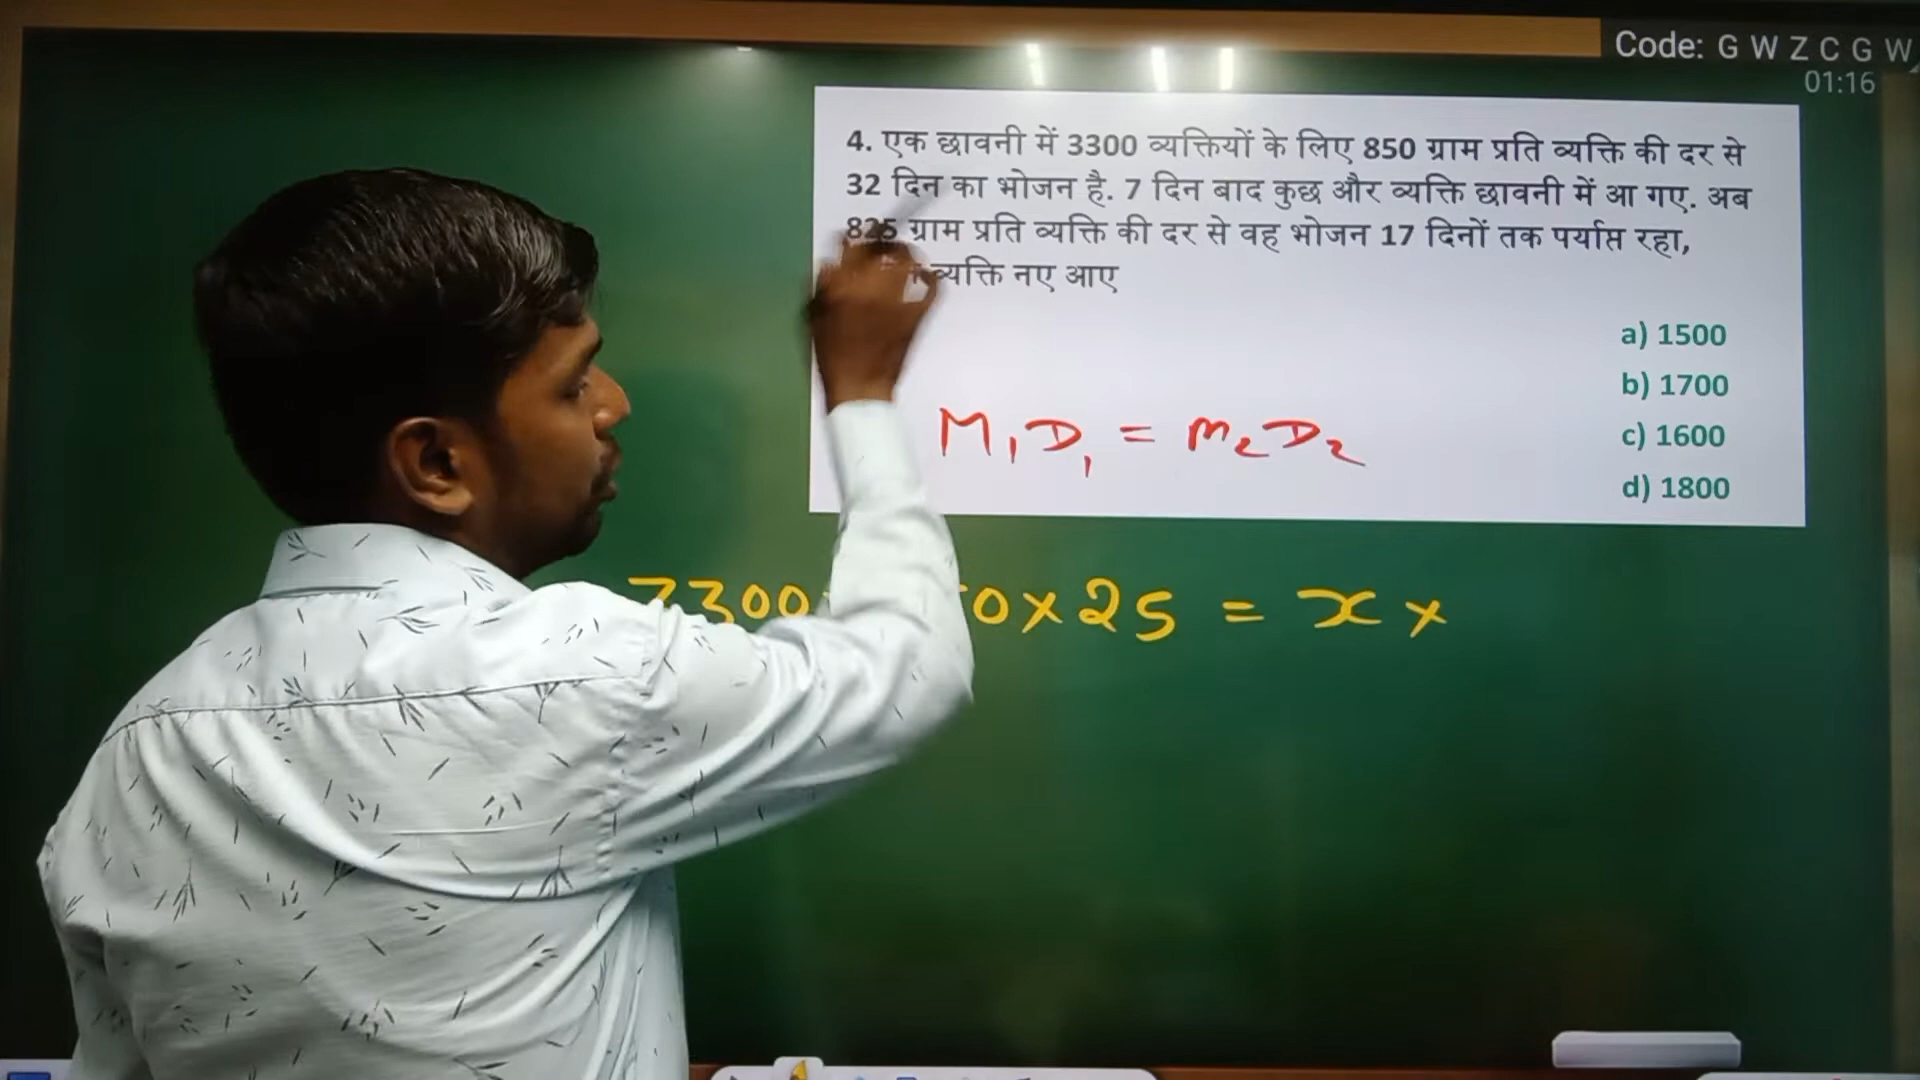 Code: G W Z C G W
01:16
4. एक छावनी में 3300 व्यक्तियों के लिए 850 ग्राम प्रति व्यक्ति की दर से
32 दिन का भोजन है. 7 दिन बाद कुछ और व्यक्ति छावनी में आ गए. अब
825 ग्राम प्रति व्यक्ति की दर से वह भोजन 17 दिनों तक पर्याप्त रहा,
व्यक्ति नए आए
a) 1500
b) 1700
c) 1600
d) 1800
M₁D₁ = M₂D₂
3300 0 × 25 = x ×